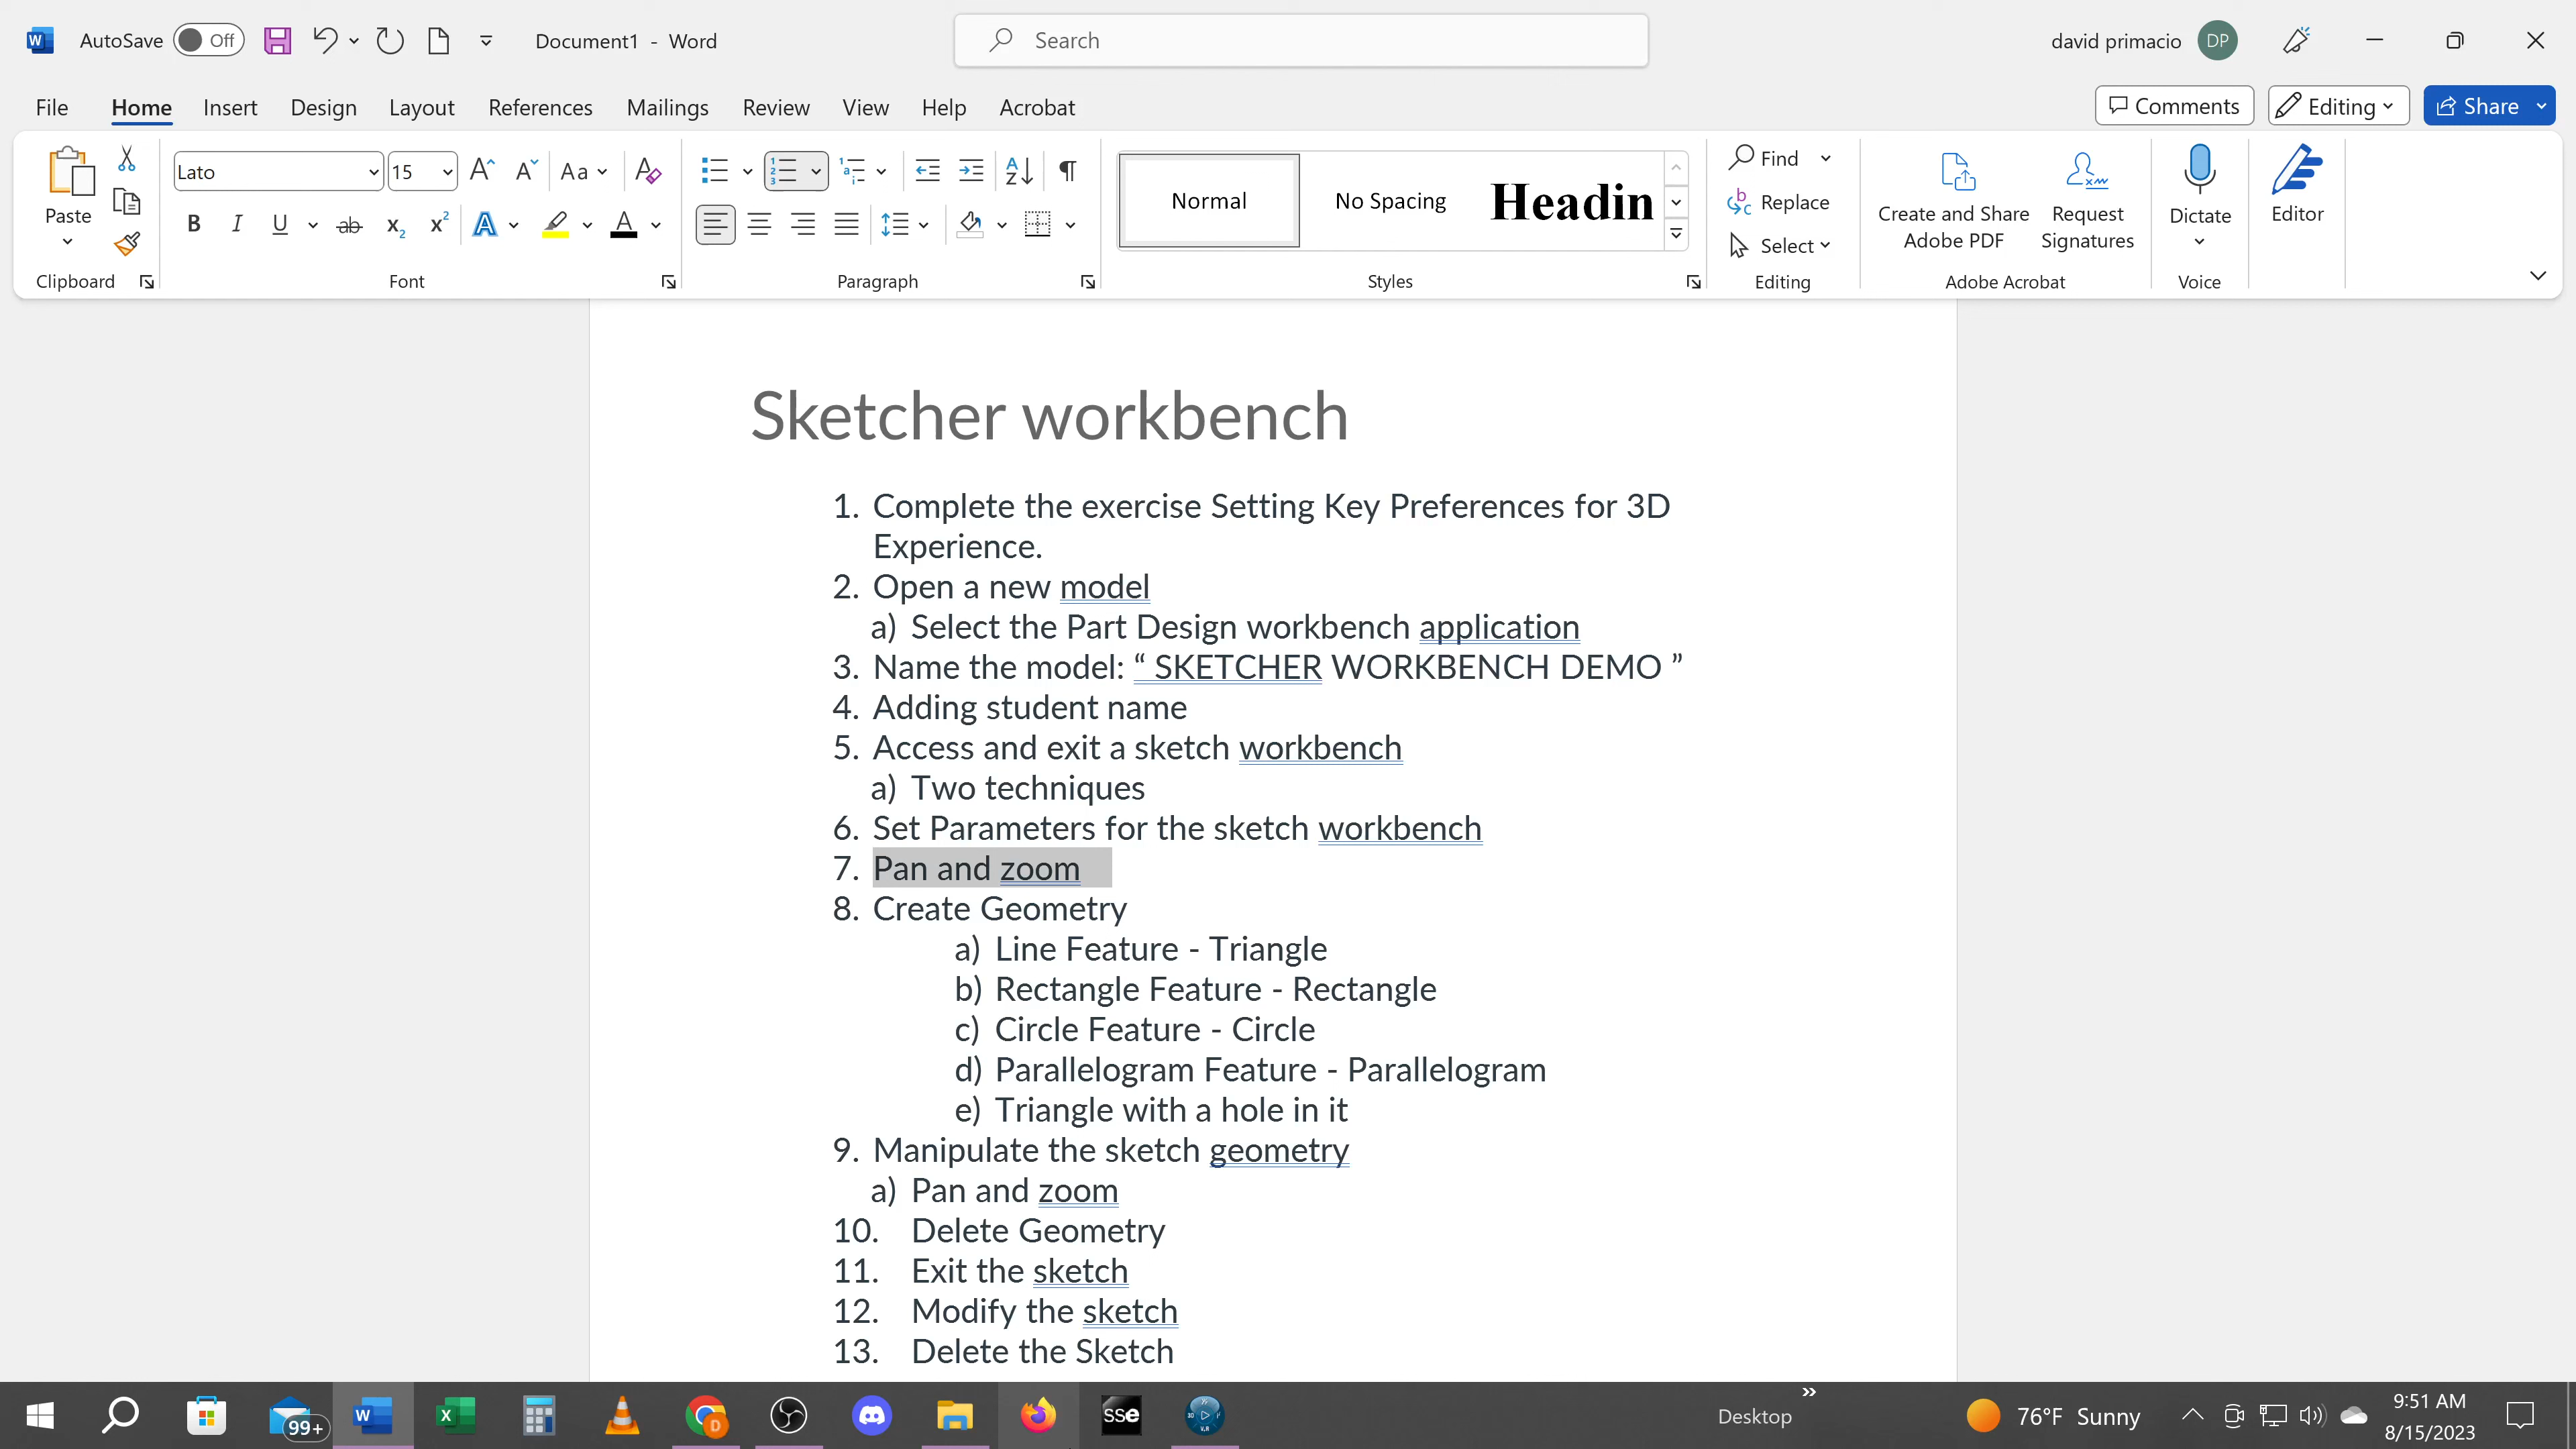 AutoSave Off Document1 - Word Search david primacio DP
File Home Insert Design Layout References Mailings Review View Help Acrobat Comments Editing Share
Paste
Clipboard
Lato 15 Aa
B I U ab x₂ x² A A
Font
Paragraph
Normal No Spacing Headin
Styles
Find
Replace
Select
Editing
Create and Share
Adobe PDF
Request
Signatures
Adobe Acrobat
Dictate
Voice
Editor
Sketcher workbench
1. Complete the exercise Setting Key Preferences for 3D
Experience.
2. Open a new model
a) Select the Part Design workbench application
3. Name the model: “ SKETCHER WORKBENCH DEMO ”
4. Adding student name
5. Access and exit a sketch workbench
a) Two techniques
6. Set Parameters for the sketch workbench
7. Pan and zoom
8. Create Geometry
a) Line Feature - Triangle
b) Rectangle Feature - Rectangle
c) Circle Feature - Circle
d) Parallelogram Feature - Parallelogram
e) Triangle with a hole in it
9. Manipulate the sketch geometry
a) Pan and zoom
10. Delete Geometry
11. Exit the sketch
12. Modify the sketch
13. Delete the Sketch
99+ SSe Desktop 76°F Sunny 9:51 AM
8/15/2023